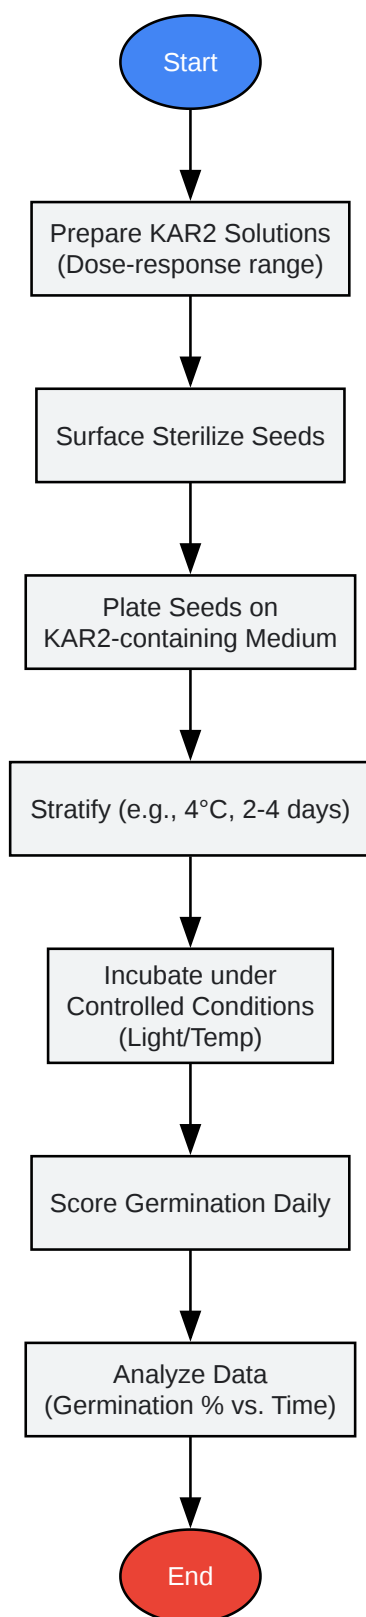 Start
Prepare KAR2 Solutions
(Dose-response range)
Surface Sterilize Seeds
Plate Seeds on
KAR2-containing Medium
Stratify (e.g., 4°C, 2-4 days)
Incubate under
Controlled Conditions
(Light/Temp)
Score Germination Daily
Analyze Data
(Germination % vs. Time)
End